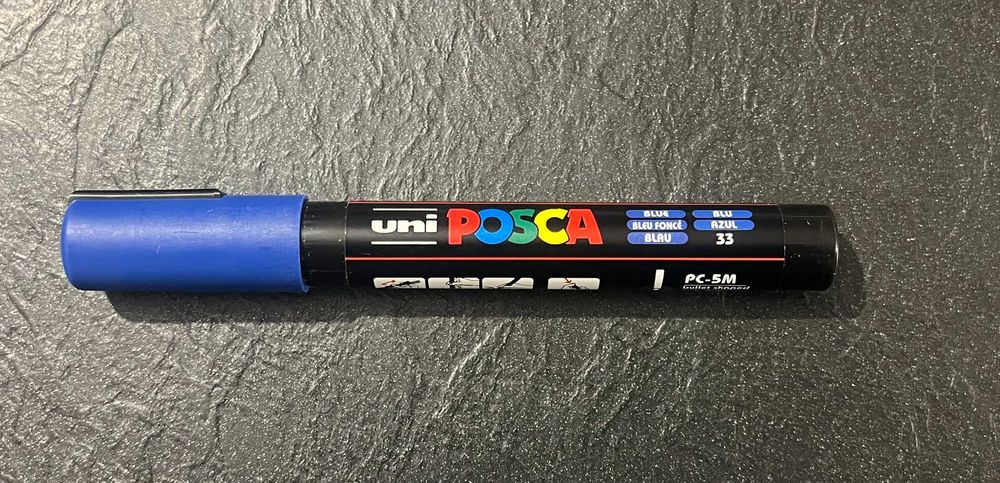 uni POSCA
BLUE BLU
BLEU FONCÉ AZUL
BLAU 33
PC-5M
bullet shaped